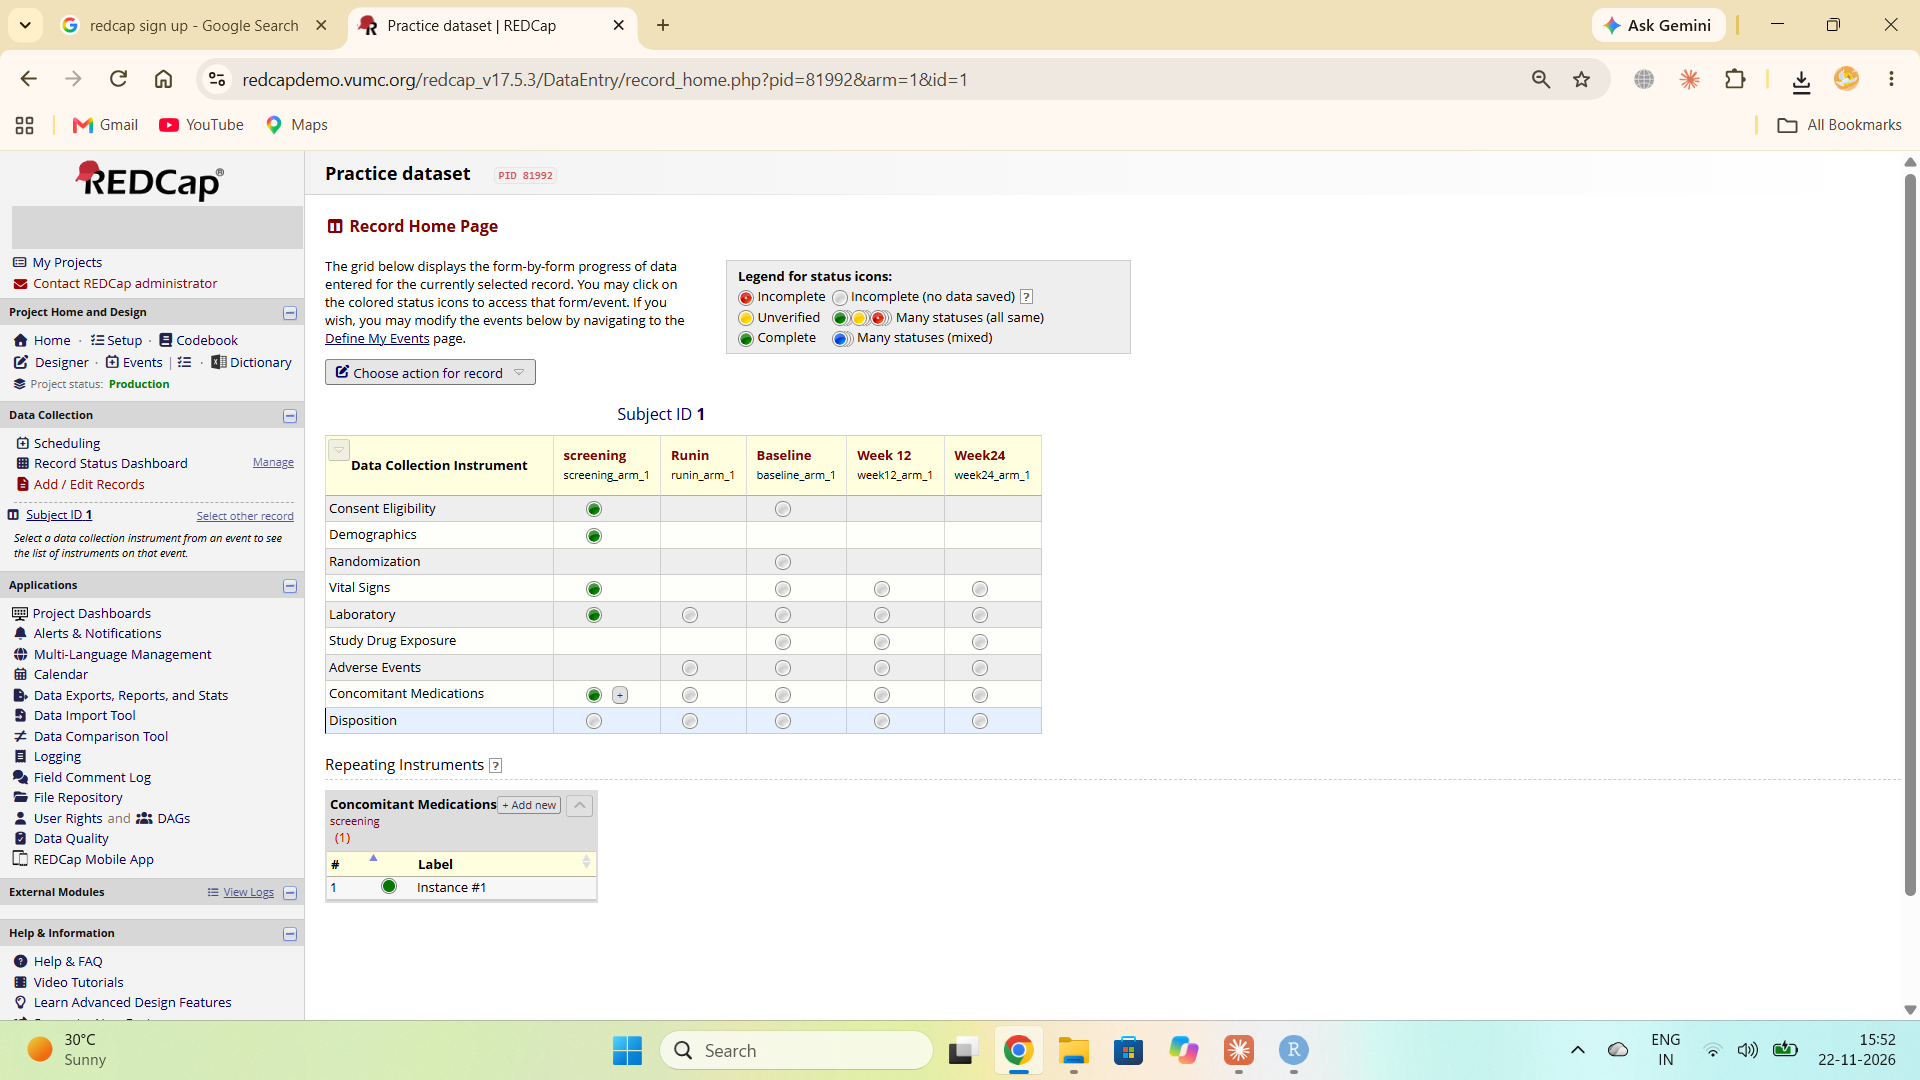 redcap sign up - Google Search
Practice dataset | REDCap
Ask Gemini
redcapdemo.vumc.org/redcap_v17.5.3/DataEntry/record_home.php?pid=81992&arm=1&id=1
Gmail
YouTube
Maps
All Bookmarks
REDCap®
My Projects
Contact REDCap administrator
Project Home and Design
Home · Setup · Codebook
Designer · Events | · Dictionary
Project status: Production
Data Collection
Scheduling
Record Status Dashboard Manage
Add / Edit Records
Subject ID 1 Select other record
Select a data collection instrument from an event to see
the list of instruments on that event.
Applications
Project Dashboards
Alerts & Notifications
Multi-Language Management
Calendar
Data Exports, Reports, and Stats
Data Import Tool
Data Comparison Tool
Logging
Field Comment Log
File Repository
User Rights and DAGs
Data Quality
REDCap Mobile App
External Modules View Logs
Help & Information
Help & FAQ
Video Tutorials
Learn Advanced Design Features
Practice dataset PID 81992
Record Home Page
The grid below displays the form-by-form progress of data
entered for the currently selected record. You may click on
the colored status icons to access that form/event. If you
wish, you may modify the events below by navigating to the
Define My Events page.
Legend for status icons:
Incomplete Incomplete (no data saved) ?
Unverified Many statuses (all same)
Complete Many statuses (mixed)
Choose action for record
Subject ID 1
Data Collection Instrument
screening
screening_arm_1
Runin
runin_arm_1
Baseline
baseline_arm_1
Week 12
week12_arm_1
Week24
week24_arm_1
Consent Eligibility
Demographics
Randomization
Vital Signs
Laboratory
Study Drug Exposure
Adverse Events
Concomitant Medications +
Disposition
Repeating Instruments ?
Concomitant Medications + Add new
screening
(1)
# Label
1 Instance #1
30°C
Sunny
Search
ENG
IN
15:52
22-11-2026